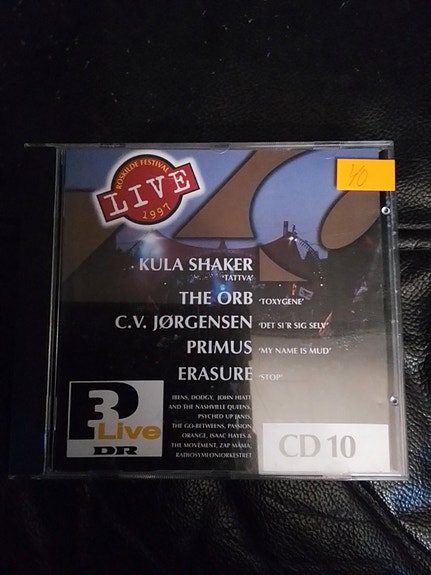 ROSKILDE FESTIVAL
LIVE
1997
10
KULA SHAKER
'TATTVA'
THE ORB 'TOXYGENE'
C.V. JØRGENSEN 'DET SI'R SIG SELV'
PRIMUS 'MY NAME IS MUD'
ERASURE 'STOP'
P3
Live
DR
IRENS, DODGY, JOHN HIATT
AND THE NASHVILLE QUEENS,
PSYCHED UP JANIS,
THE GO-BETWEENS, PASSION
ORANGE, ISAAC HAYES &
THE MOVEMENT, ZAP MAMA,
RADIOSYMFONIORKESTRET
CD 10